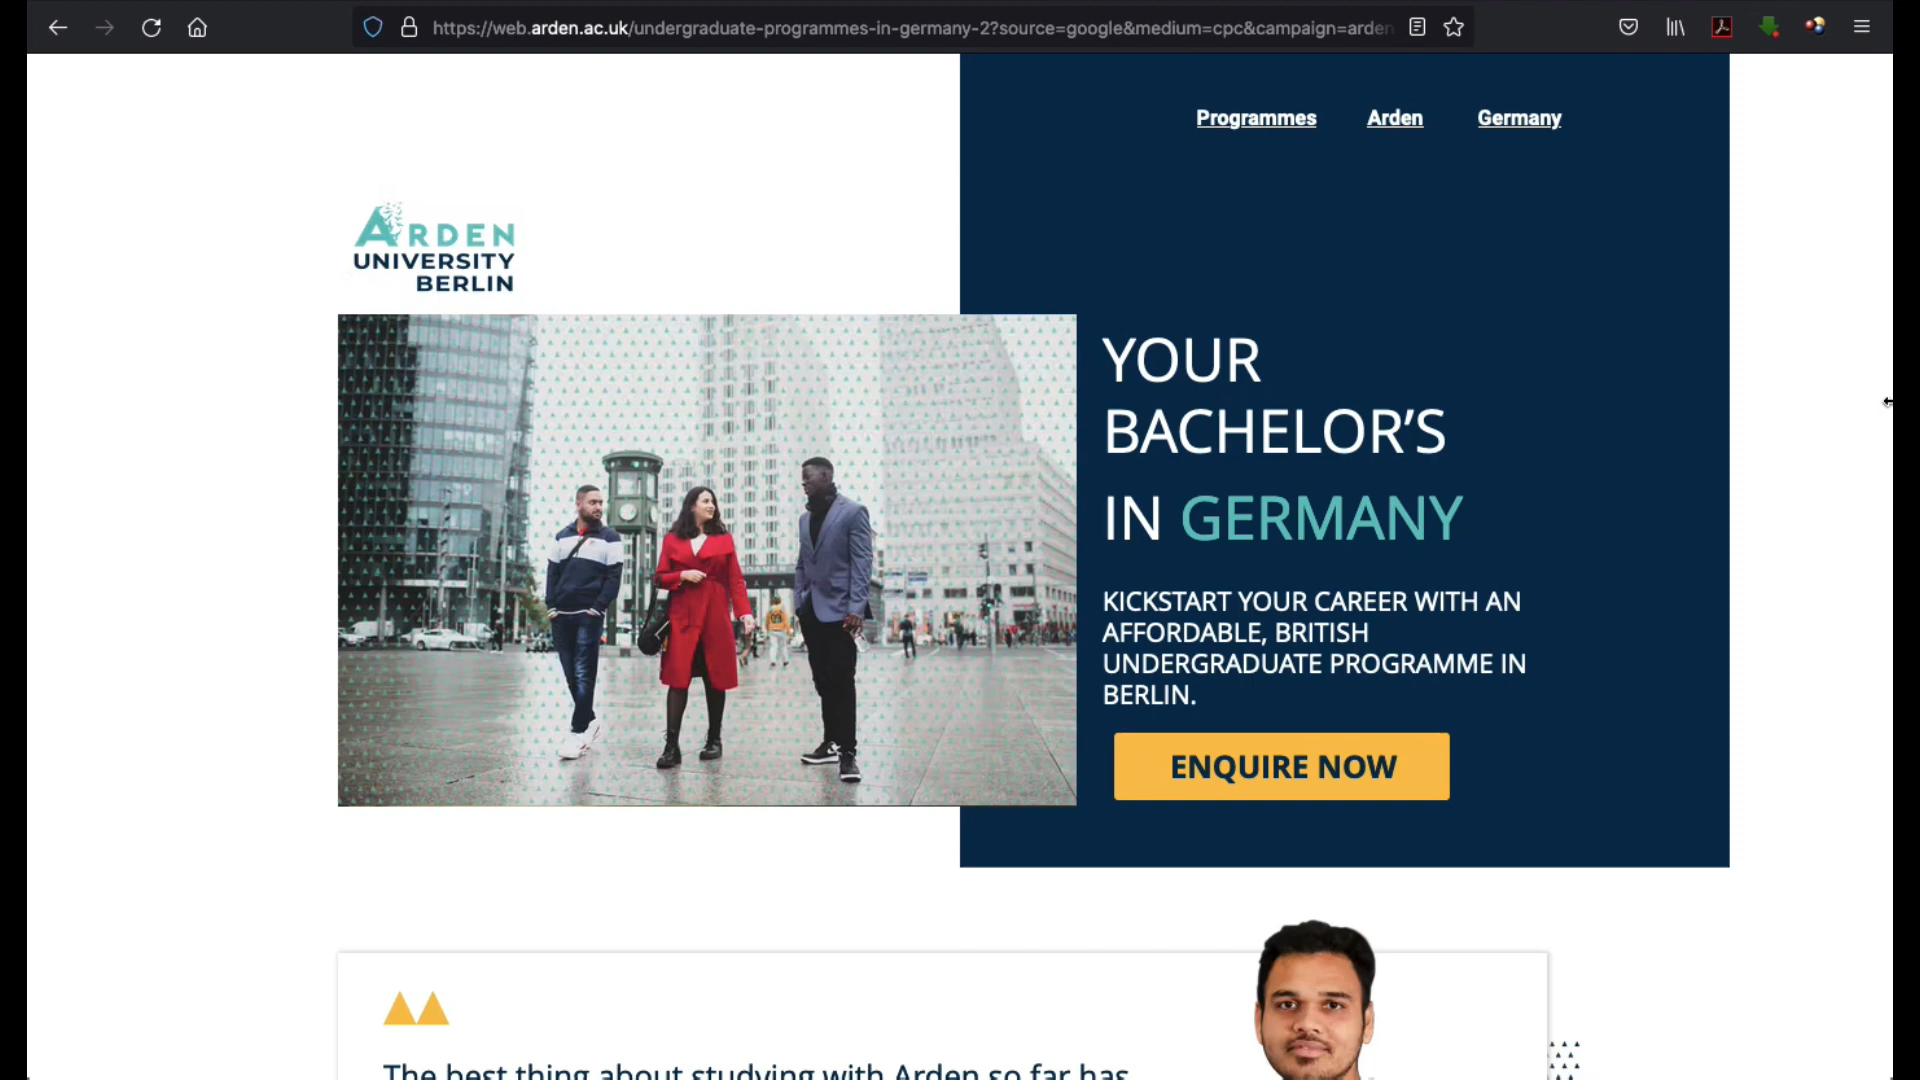 https://web.arden.ac.uk/undergraduate-programmes-in-germany-2?source=google&medium=cpc&campaign=arden
Programmes Arden Germany
ARDEN
UNIVERSITY
BERLIN
YOUR
BACHELOR’S
IN GERMANY
KICKSTART YOUR CAREER WITH AN
AFFORDABLE, BRITISH
UNDERGRADUATE PROGRAMME IN
BERLIN.
ENQUIRE NOW
The best thing about studying with Arden so far has